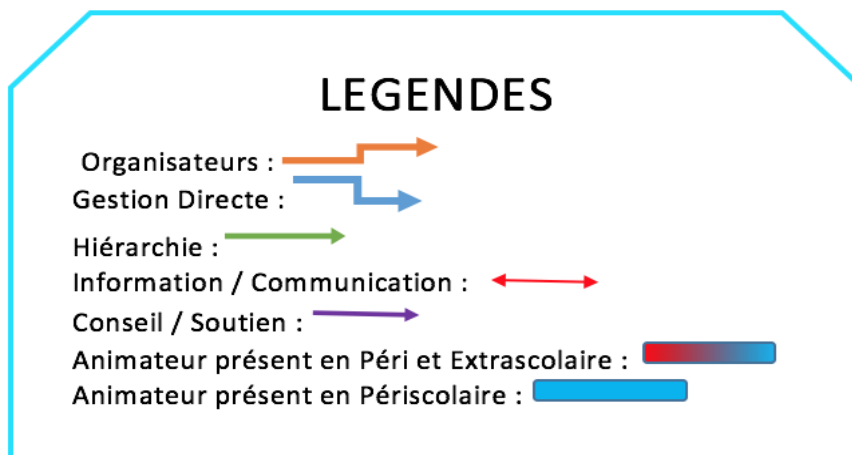 LEGENDES
Organisateurs :
Gestion Directe :
Hiérarchie :
Information / Communication :
Conseil / Soutien :
Animateur présent en Péri et Extrascolaire :
Animateur présent en Périscolaire :